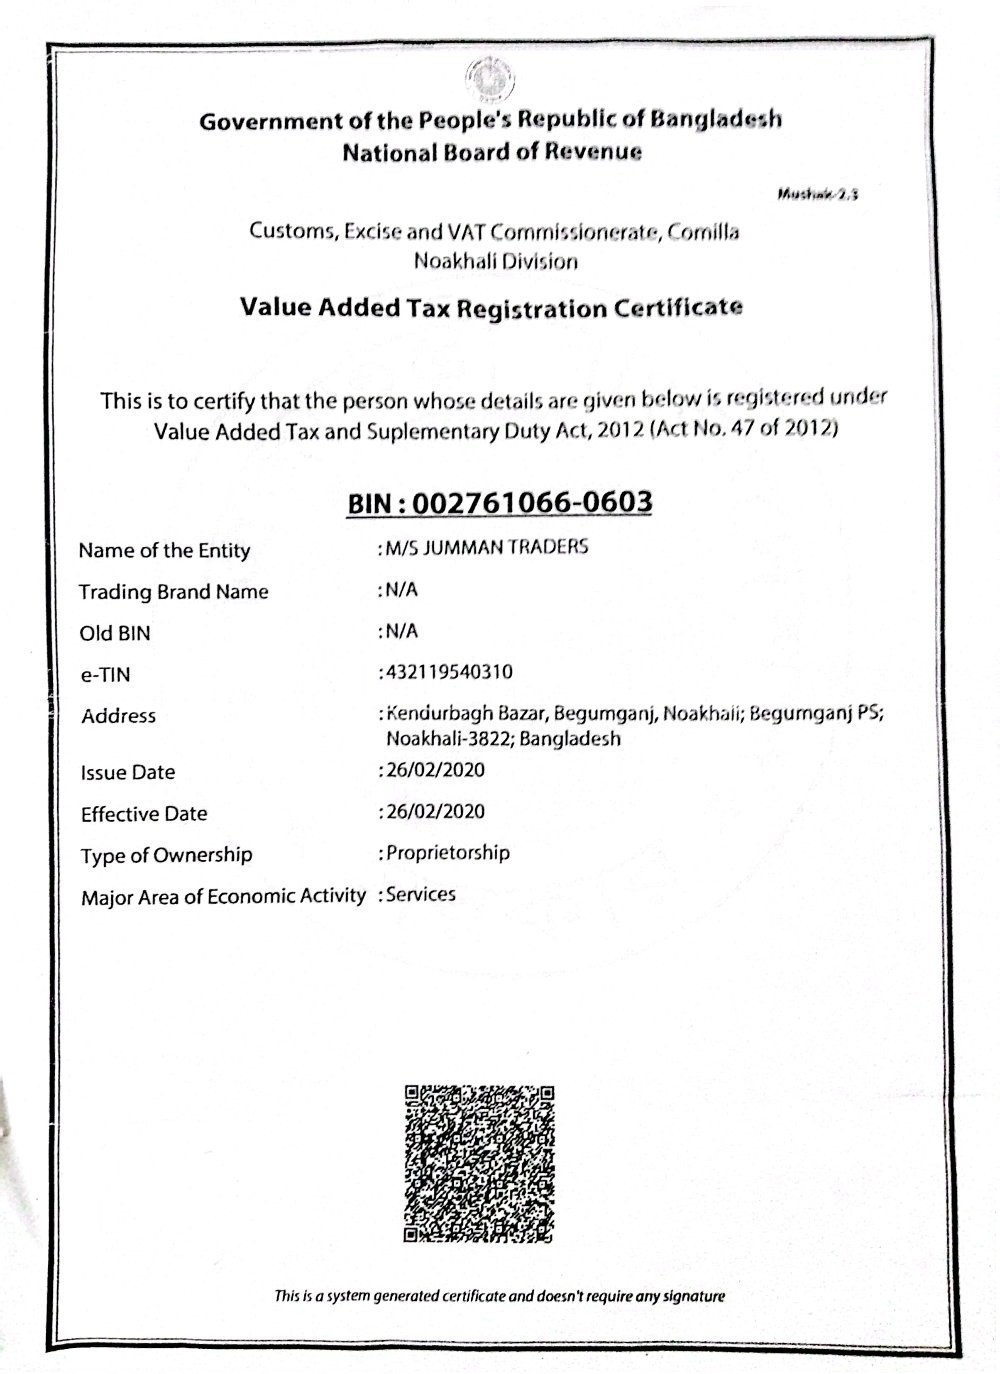 Government of the People's Republic of Bangladesh
National Board of Revenue
Mushak-2.3
Customs, Excise and VAT Commissionerate, Comilla
Noakhali Division
Value Added Tax Registration Certificate
This is to certify that the person whose details are given below is registered under
Value Added Tax and Suplementary Duty Act, 2012 (Act No. 47 of 2012)
BIN : 002761066-0603
Name of the Entity : M/S JUMMAN TRADERS
Trading Brand Name : N/A
Old BIN : N/A
e-TIN : 432119540310
Address : Kendurbagh Bazar, Begumganj, Noakhali; Begumganj PS;
Noakhali-3822; Bangladesh
Issue Date : 26/02/2020
Effective Date : 26/02/2020
Type of Ownership : Proprietorship
Major Area of Economic Activity : Services
This is a system generated certificate and doesn't require any signature